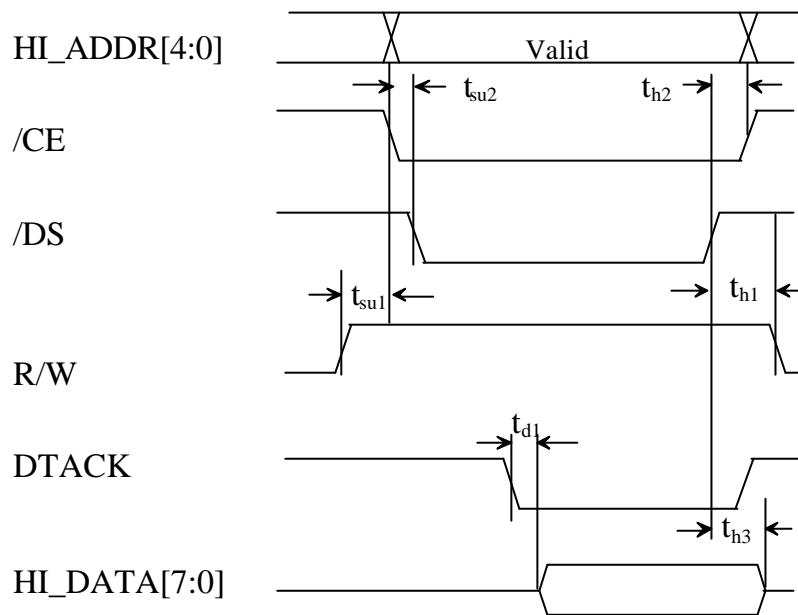 HI_ADDR[4:0]
Valid
tsu2
th2
/CE
/DS
tsu1
th1
R/W
td1
DTACK
th3
HI_DATA[7:0]